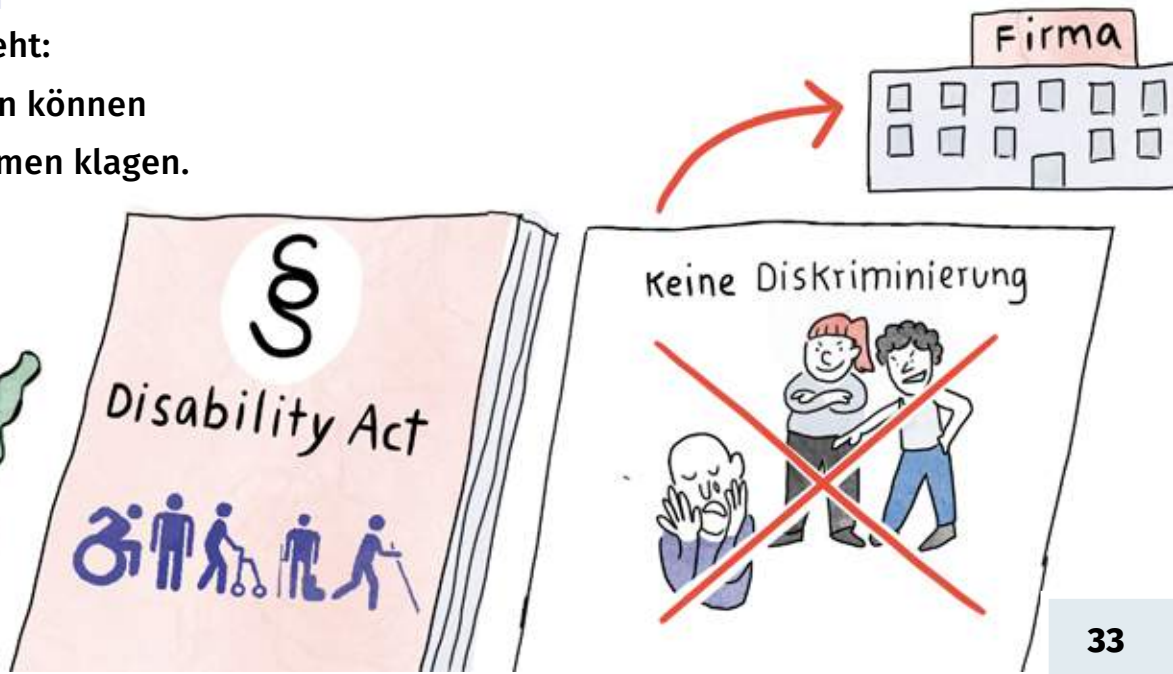 eht:
n können
men klagen.
Firma
Keine Diskriminierung
§
Disability Act
33